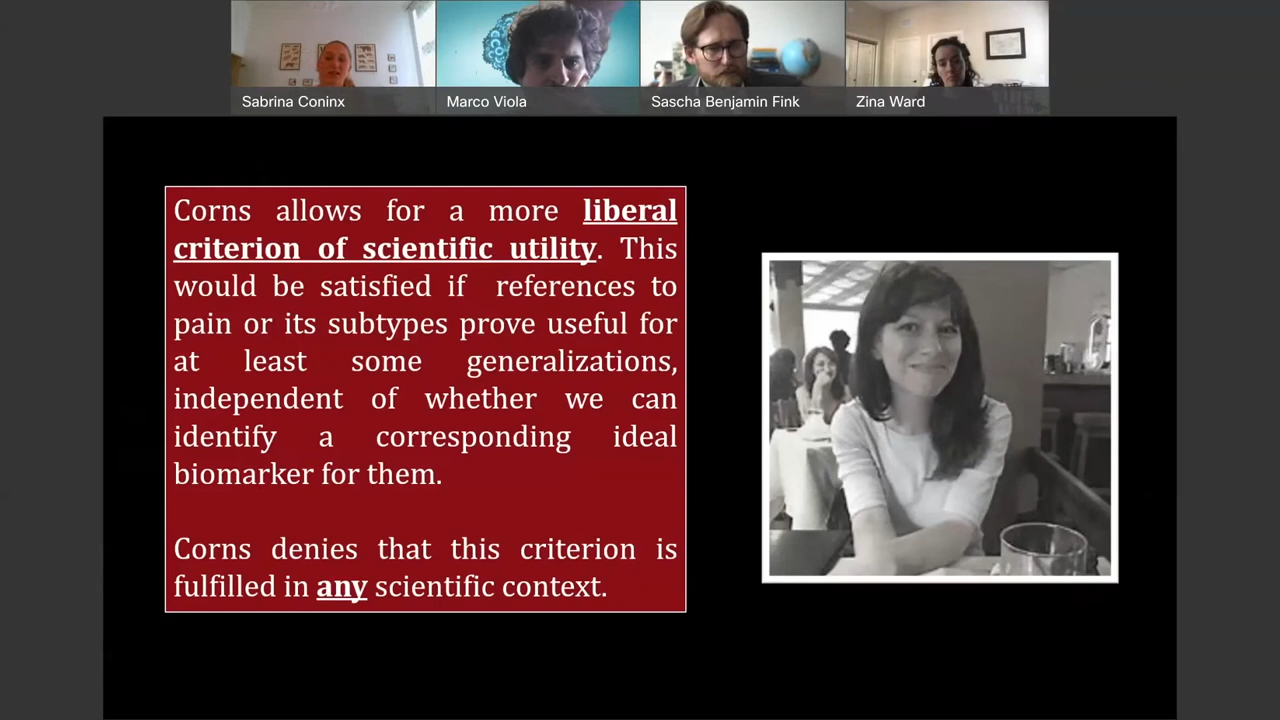 Sabrina Coninx
Marco Viola
Sascha Benjamin Fink
Zina Ward
Corns allows for a more liberal
criterion of scientific utility. This
would be satisfied if references to
pain or its subtypes prove useful for
at least some generalizations,
independent of whether we can
identify a corresponding ideal
biomarker for them.
Corns denies that this criterion is
fulfilled in any scientific context.